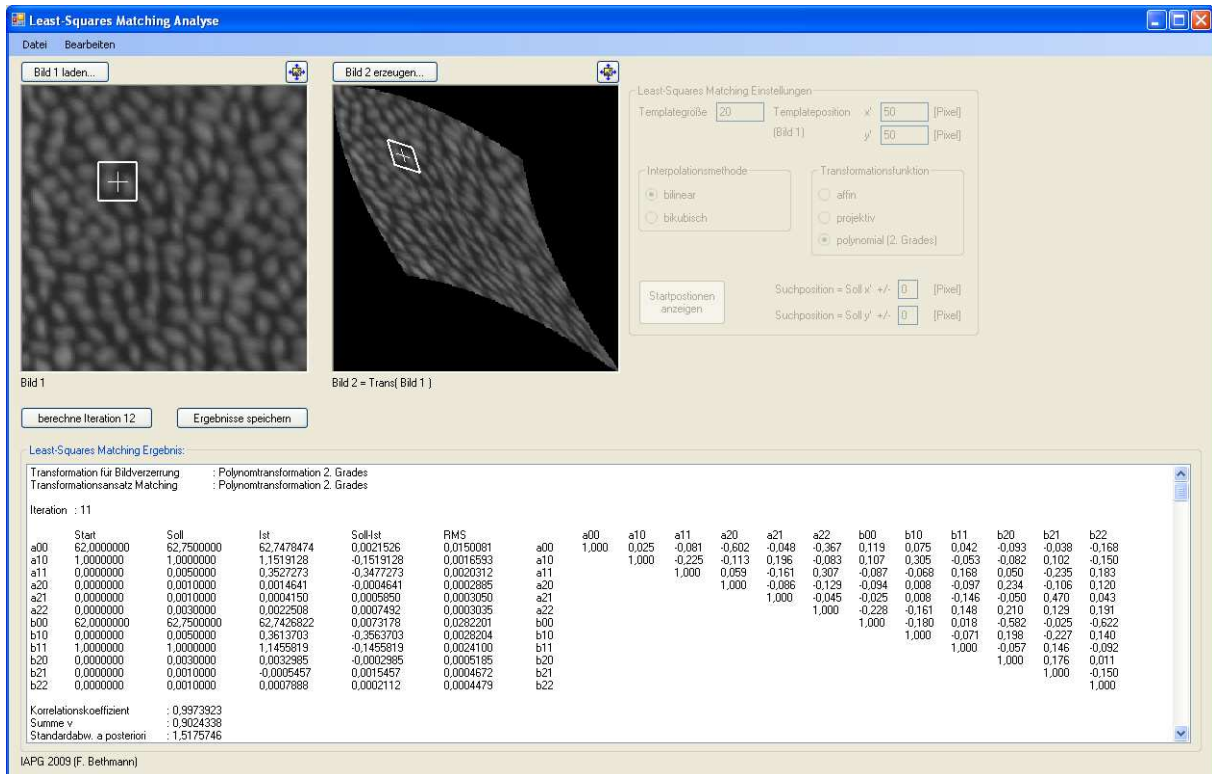 Least-Squares Matching Analyse
Datei Bearbeiten
Bild 1 laden...
Bild 2 erzeugen...
Least-Squares Matching Einstellungen
Templategröße 20 Templateposition x' 50 [Pixel]
(Bild 1) y' 50 [Pixel]
Interpolationsmethode
bilinear
bikubisch
Transformationsfunktion
affin
projektiv
polynomial (2. Grades)
Startpostionen anzeigen
Suchposition = Soll x' +/- 0 [Pixel]
Suchposition = Soll y' +/- 0 [Pixel]
Bild 1
Bild 2 = Trans( Bild 1 )
berechne Iteration 12
Ergebnisse speichern
Least-Squares Matching Ergebnis:
Transformation für Bildverzerrung : Polynomtransformation 2. Grades
Transformationsansatz Matching : Polynomtransformation 2. Grades
Iteration : 11
Start Soll Ist Soll-Ist RMS a00 a10 a11 a20 a21 a22 b00 b10 b11 b20 b21 b22
a00 62,0000000 62,7500000 62,7478474 0,0021526 0,0150081 a00 1,000 0,025 -0,081 -0,602 -0,048 -0,367 0,119 0,075 0,042 -0,093 -0,038 -0,168
a10 1,0000000 1,0000000 1,1519128 -0,1519128 0,0016593 a10 1,000 -0,225 -0,113 0,196 -0,083 0,107 0,305 -0,053 -0,082 0,102 -0,150
a11 0,0000000 0,0050000 0,3527273 -0,3477273 0,0020312 a11 1,000 0,059 -0,161 0,307 -0,087 -0,068 0,168 0,050 -0,235 0,183
a20 0,0000000 0,0010000 0,0014641 -0,0004641 0,0002885 a20 1,000 -0,086 -0,129 -0,094 0,008 -0,097 0,234 -0,106 0,120
a21 0,0000000 0,0010000 0,0004150 0,0005850 0,0003050 a21 1,000 -0,045 -0,025 0,008 -0,146 -0,050 0,470 0,043
a22 0,0000000 0,0030000 0,0022508 0,0007492 0,0003035 a22 1,000 -0,228 -0,161 0,148 0,210 0,129 0,191
b00 62,0000000 62,7500000 62,7426822 0,0073178 0,0282201 b00 1,000 -0,180 0,018 -0,582 -0,025 -0,622
b10 0,0000000 0,0050000 0,3613703 -0,3563703 0,0028204 b10 1,000 -0,071 0,198 -0,227 0,140
b11 1,0000000 1,0000000 1,1455819 -0,1455819 0,0024100 b11 1,000 -0,057 0,146 -0,092
b20 0,0000000 0,0030000 0,0032985 -0,0002985 0,0005185 b20 1,000 0,176 0,011
b21 0,0000000 0,0010000 -0,0005457 0,0015457 0,0004672 b21 1,000 -0,150
b22 0,0000000 0,0010000 0,0007888 0,0002112 0,0004479 b22 1,000
Korrelationskoeffizient : 0,9973923
Summe v : 0,9024338
Standardabw. a posteriori : 1,5175746
IAPG 2009 (F. Bethmann)